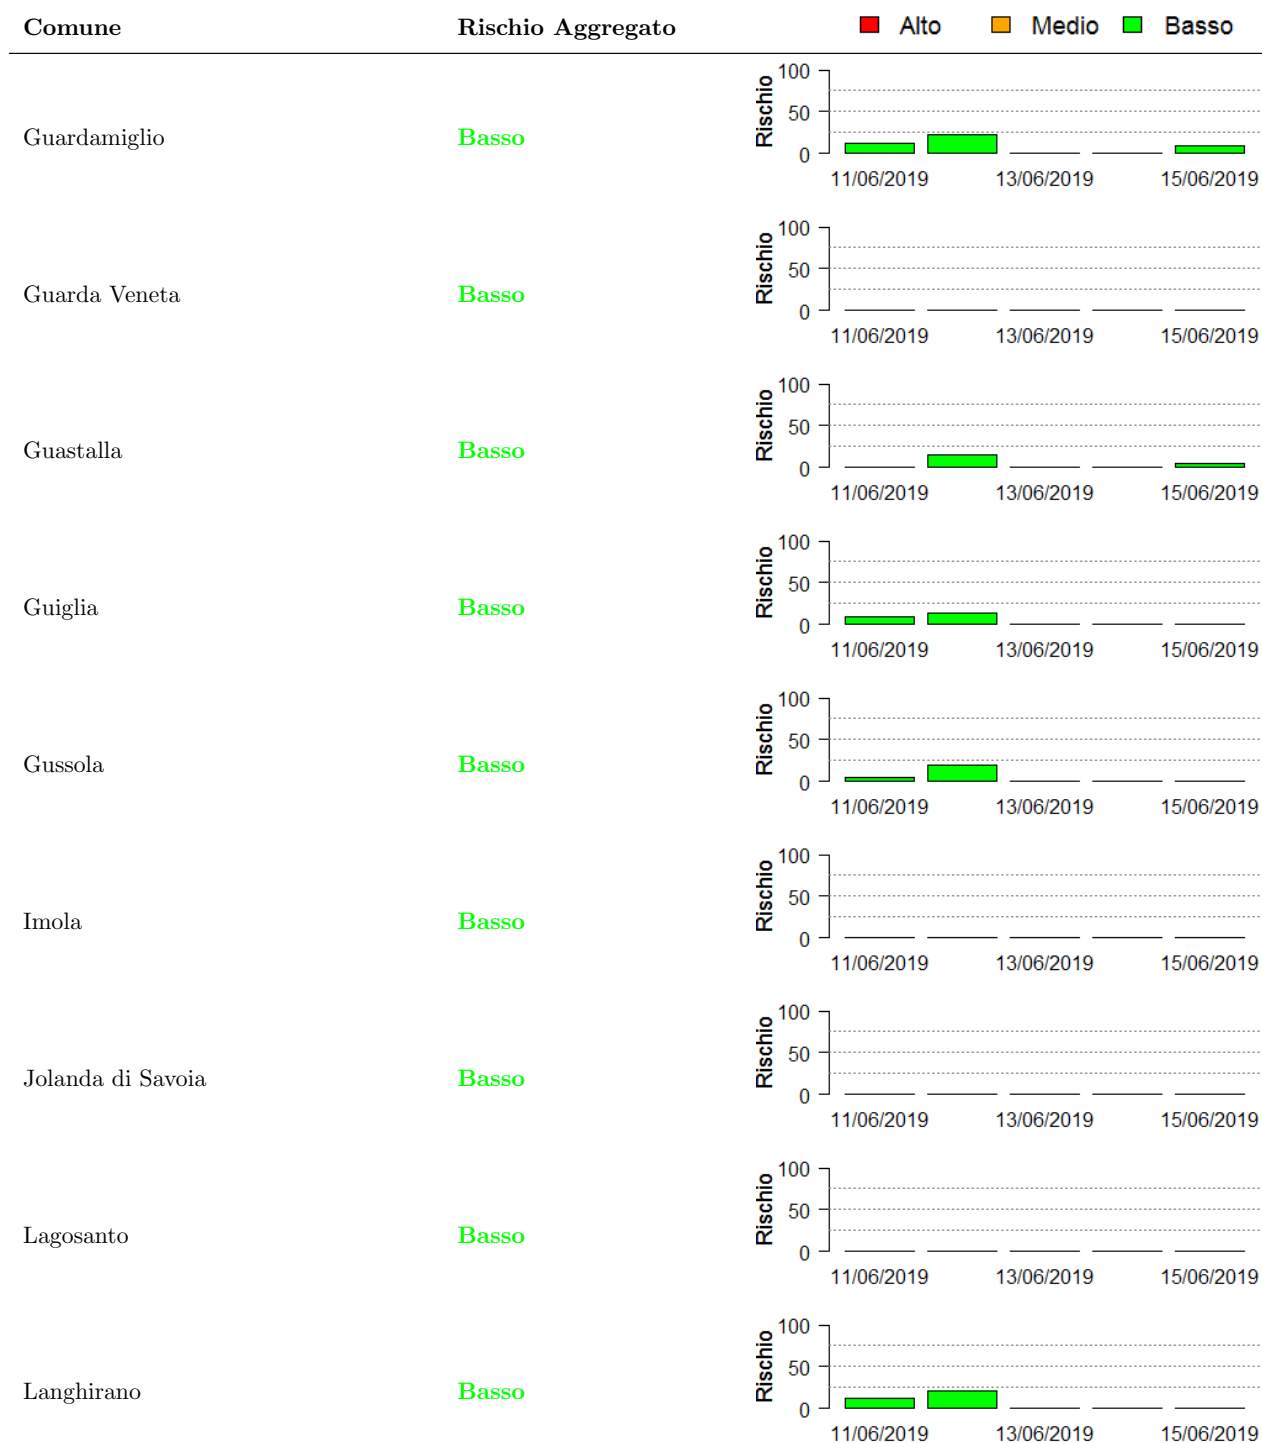 Comune Rischio Aggregato Alto Medio Basso
Guardamiglio Basso Rischio 100 50 0
11/06/2019 13/06/2019 15/06/2019
Guarda Veneta Basso Rischio 100 50 0
11/06/2019 13/06/2019 15/06/2019
Guastalla Basso Rischio 100 50 0
11/06/2019 13/06/2019 15/06/2019
Guiglia Basso Rischio 100 50 0
11/06/2019 13/06/2019 15/06/2019
Gussola Basso Rischio 100 50 0
11/06/2019 13/06/2019 15/06/2019
Imola Basso Rischio 100 50 0
11/06/2019 13/06/2019 15/06/2019
Jolanda di Savoia Basso Rischio 100 50 0
11/06/2019 13/06/2019 15/06/2019
Lagosanto Basso Rischio 100 50 0
11/06/2019 13/06/2019 15/06/2019
Langhirano Basso Rischio 100 50 0
11/06/2019 13/06/2019 15/06/2019